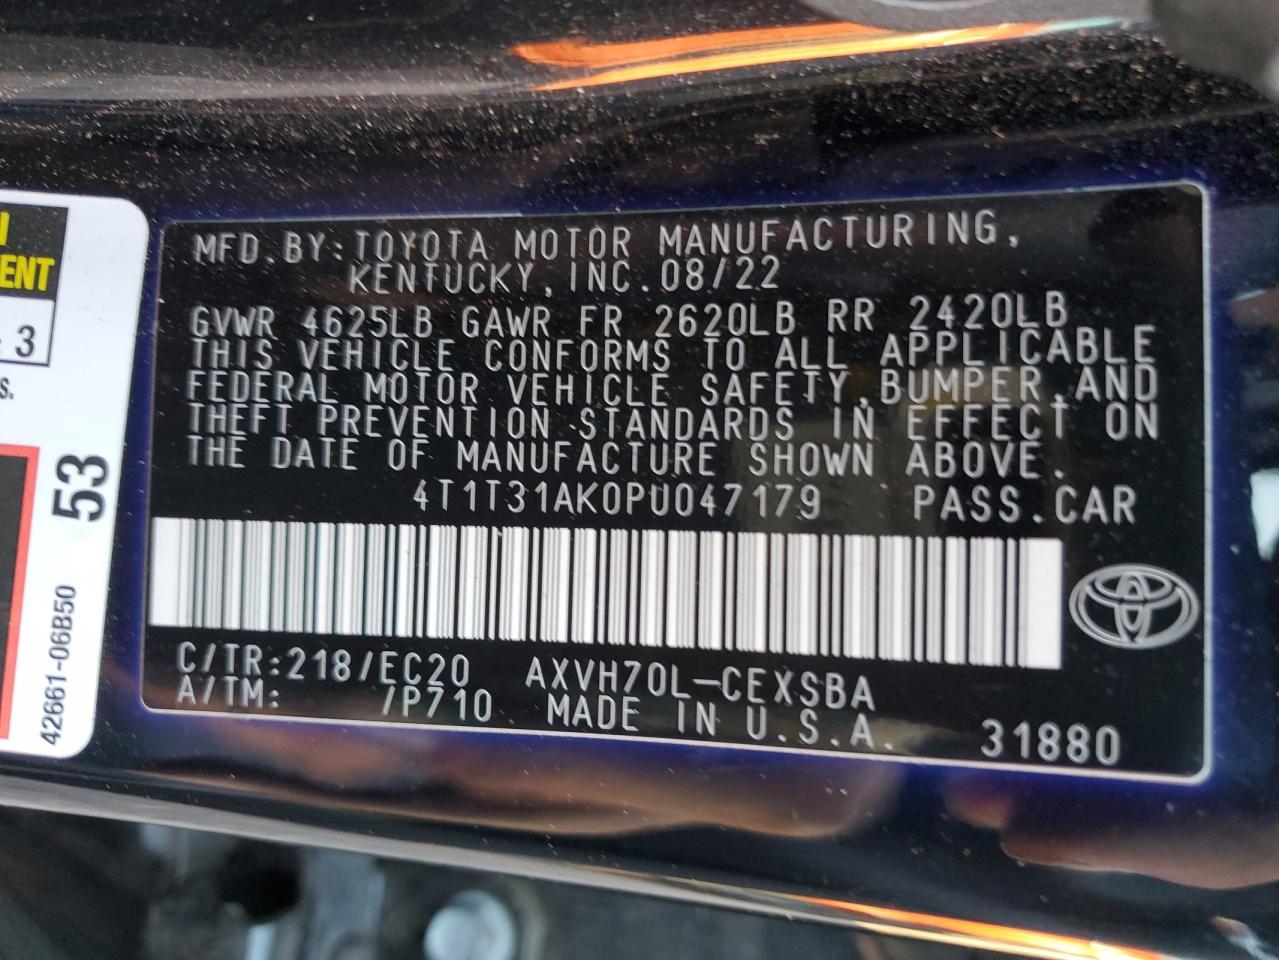 MFD.BY:TOYOTA MOTOR MANUFACTURING,
KENTUCKY,INC.08/22
GVWR 4625LB GAWR FR 2620LB RR 2420LB
THIS VEHICLE CONFORMS TO ALL APPLICABLE
FEDERAL MOTOR VEHICLE SAFETY,BUMPER,AND
THEFT PREVENTION STANDARDS IN EFFECT ON
THE DATE OF MANUFACTURE SHOWN ABOVE.
4T1T31AK0PU047179 PASS.CAR
C/TR:218/EC20 AXVH70L-CEXSBA
A/TM: /P710 MADE IN U.S.A. 31880
3
53
42661-06B50